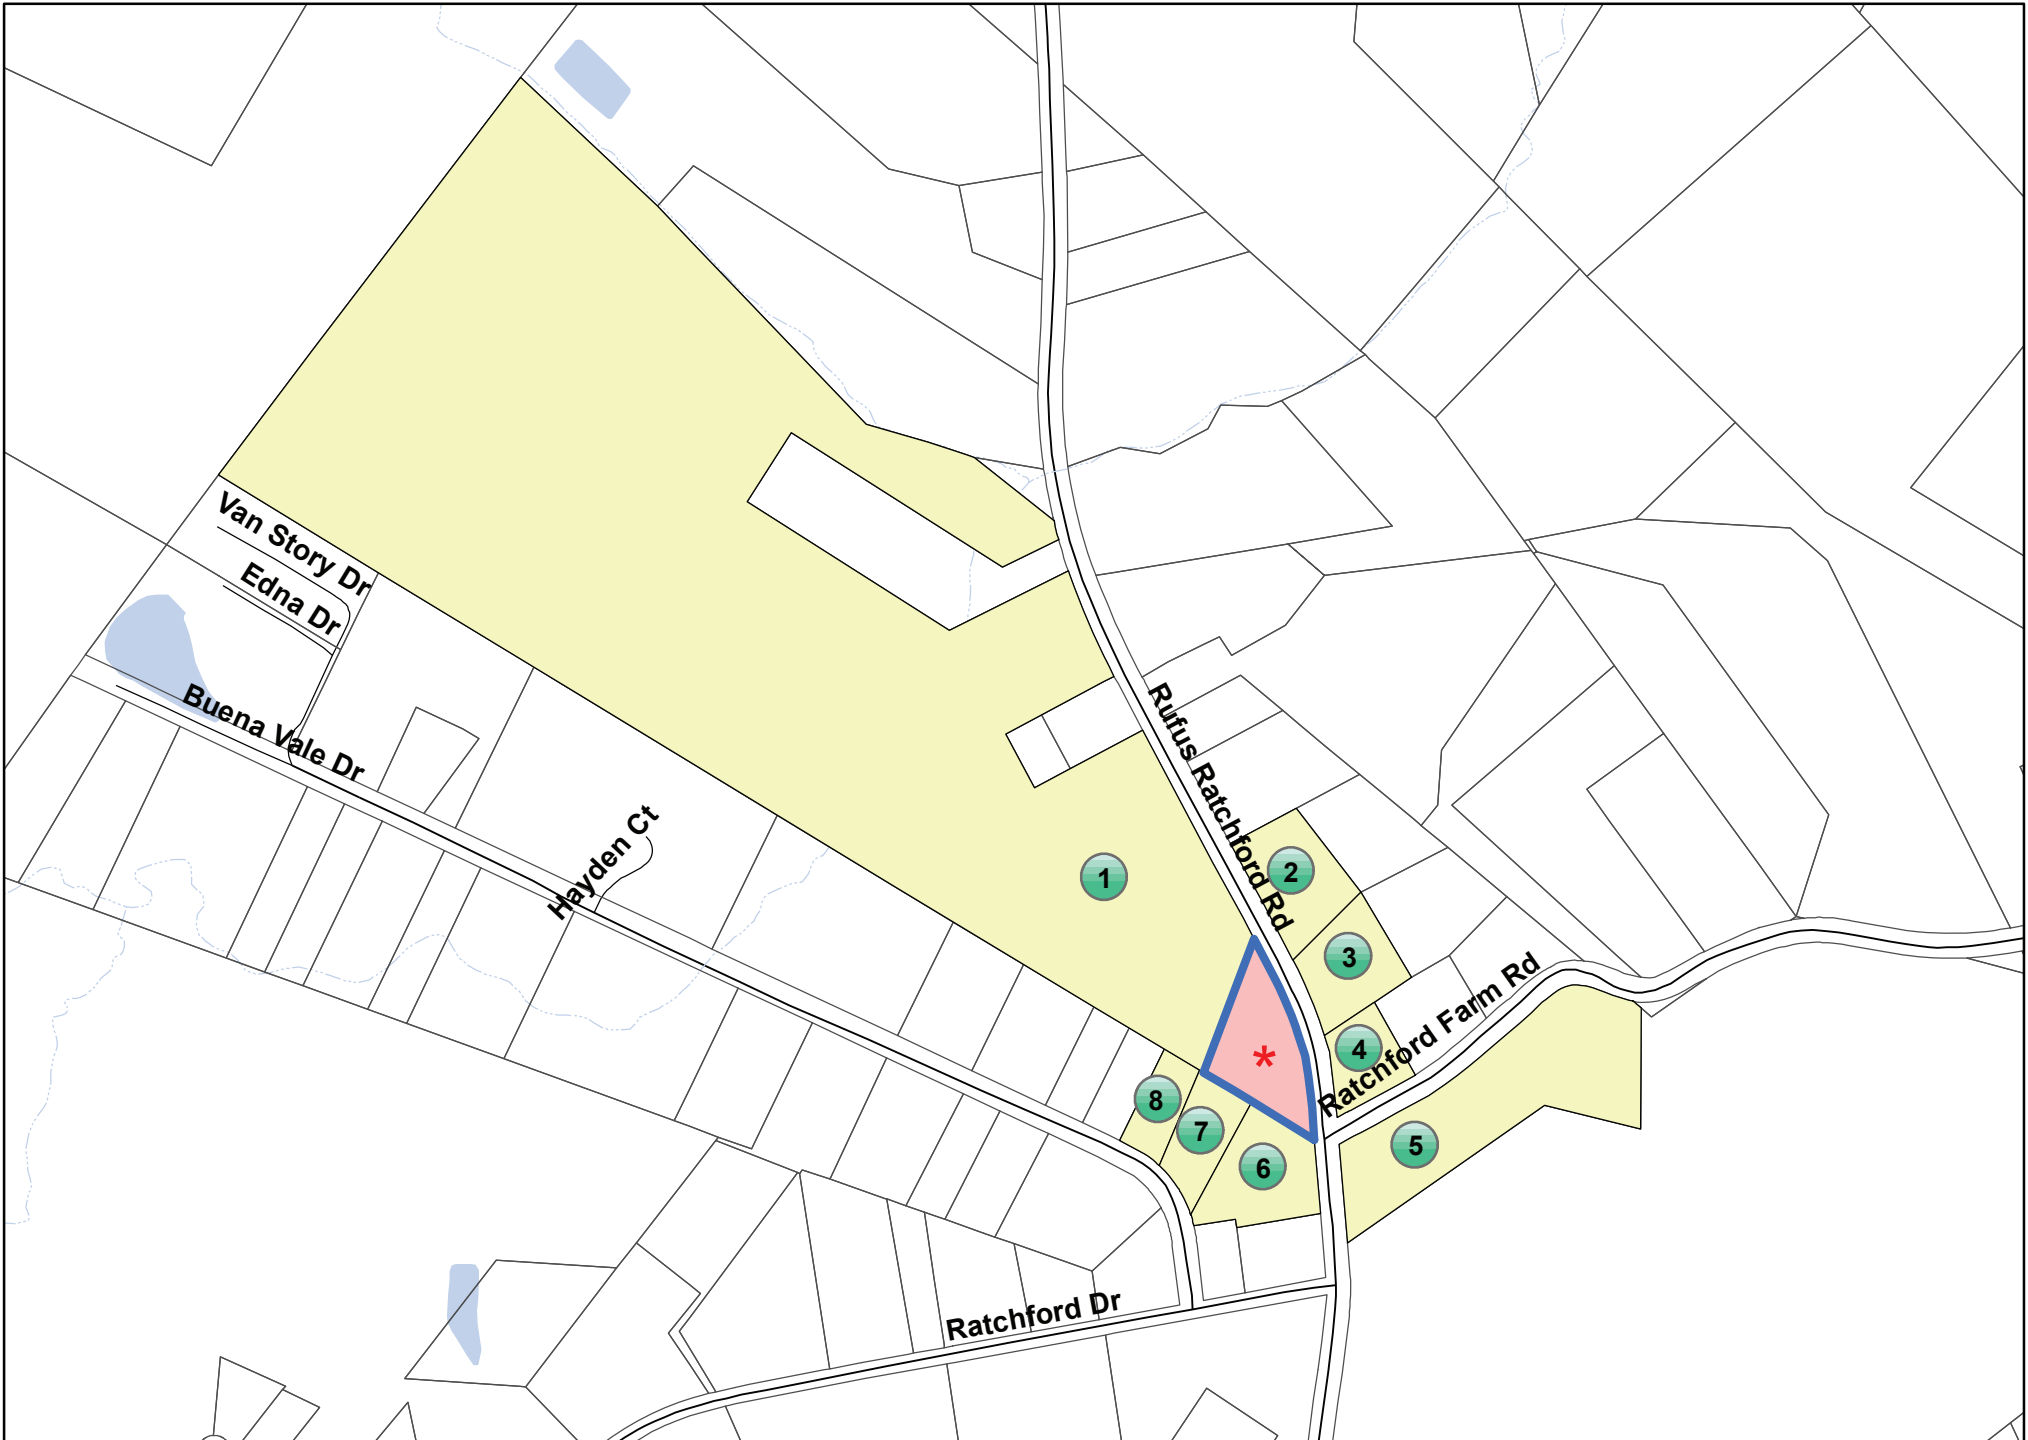 Van Story Dr
Edna Dr
Buena Vale Dr
Hayden Ct
Rufus Ratchford Rd
1
2
3
*
4
Ratchford Farm Rd
8
7
6
5
Ratchford Dr